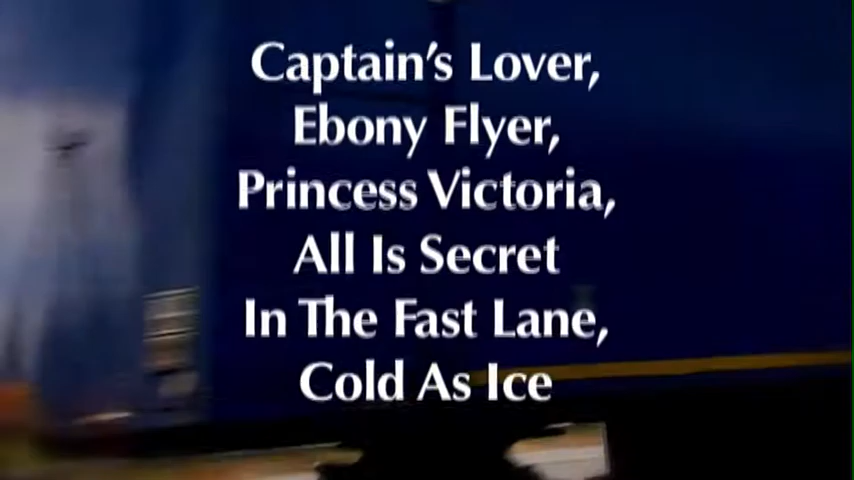 Captain's Lover,
Ebony Flyer,
Princess Victoria,
All Is Secret
In The Fast Lane,
Cold As Ice